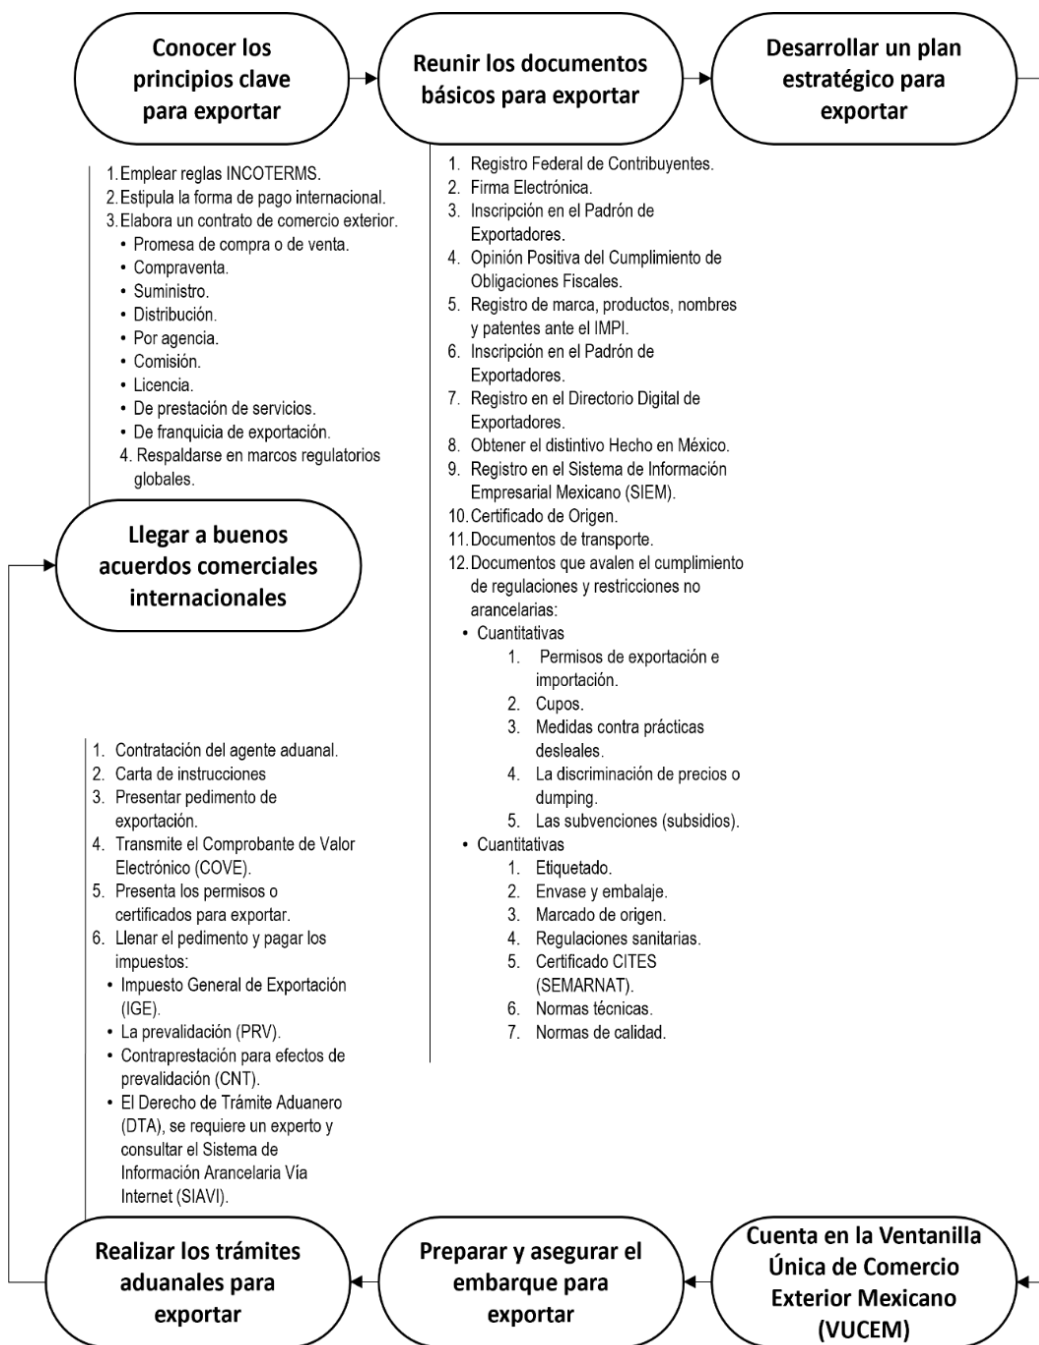 Conocer los
principios clave
para exportar
Reunir los documentos
básicos para exportar
Desarrollar un plan
estratégico para
exportar
1. Emplear reglas INCOTERMS.
2. Estipula la forma de pago internacional.
3. Elabora un contrato de comercio exterior.
• Promesa de compra o de venta.
• Compraventa.
• Suministro.
• Distribución.
• Por agencia.
• Comisión.
• Licencia.
• De prestación de servicios.
• De franquicia de exportación.
4. Respaldarse en marcos regulatorios
globales.
Llegar a buenos
acuerdos comerciales
internacionales
1. Registro Federal de Contribuyentes.
2. Firma Electrónica.
3. Inscripción en el Padrón de
Exportadores.
4. Opinión Positiva del Cumplimiento de
Obligaciones Fiscales.
5. Registro de marca, productos, nombres
y patentes ante el IMPI.
6. Inscripción en el Padrón de
Exportadores.
7. Registro en el Directorio Digital de
Exportadores.
8. Obtener el distintivo Hecho en México.
9. Registro en el Sistema de Información
Empresarial Mexicano (SIEM).
10. Certificado de Origen.
11. Documentos de transporte.
12. Documentos que avalen el cumplimiento
de regulaciones y restricciones no
arancelarias:
• Cuantitativas
1. Permisos de exportación e
importación.
2. Cupos.
3. Medidas contra prácticas
desleales.
4. La discriminación de precios o
dumping.
5. Las subvenciones (subsidios).
• Cuantitativas
1. Etiquetado.
2. Envase y embalaje.
3. Marcado de origen.
4. Regulaciones sanitarias.
5. Certificado CITES
(SEMARNAT).
6. Normas técnicas.
7. Normas de calidad.
1. Contratación del agente aduanal.
2. Carta de instrucciones
3. Presentar pedimento de
exportación.
4. Transmite el Comprobante de Valor
Electrónico (COVE).
5. Presenta los permisos o
certificados para exportar.
6. Llenar el pedimento y pagar los
impuestos:
• Impuesto General de Exportación
(IGE).
• La prevalidación (PRV).
• Contraprestación para efectos de
prevalidación (CNT).
• El Derecho de Trámite Aduanero
(DTA), se requiere un experto y
consultar el Sistema de
Información Arancelaria Vía
Internet (SIAVI).
Realizar los trámites
aduanales para
exportar
Preparar y asegurar el
embarque para
exportar
Cuenta en la Ventanilla
Única de Comercio
Exterior Mexicano
(VUCEM)